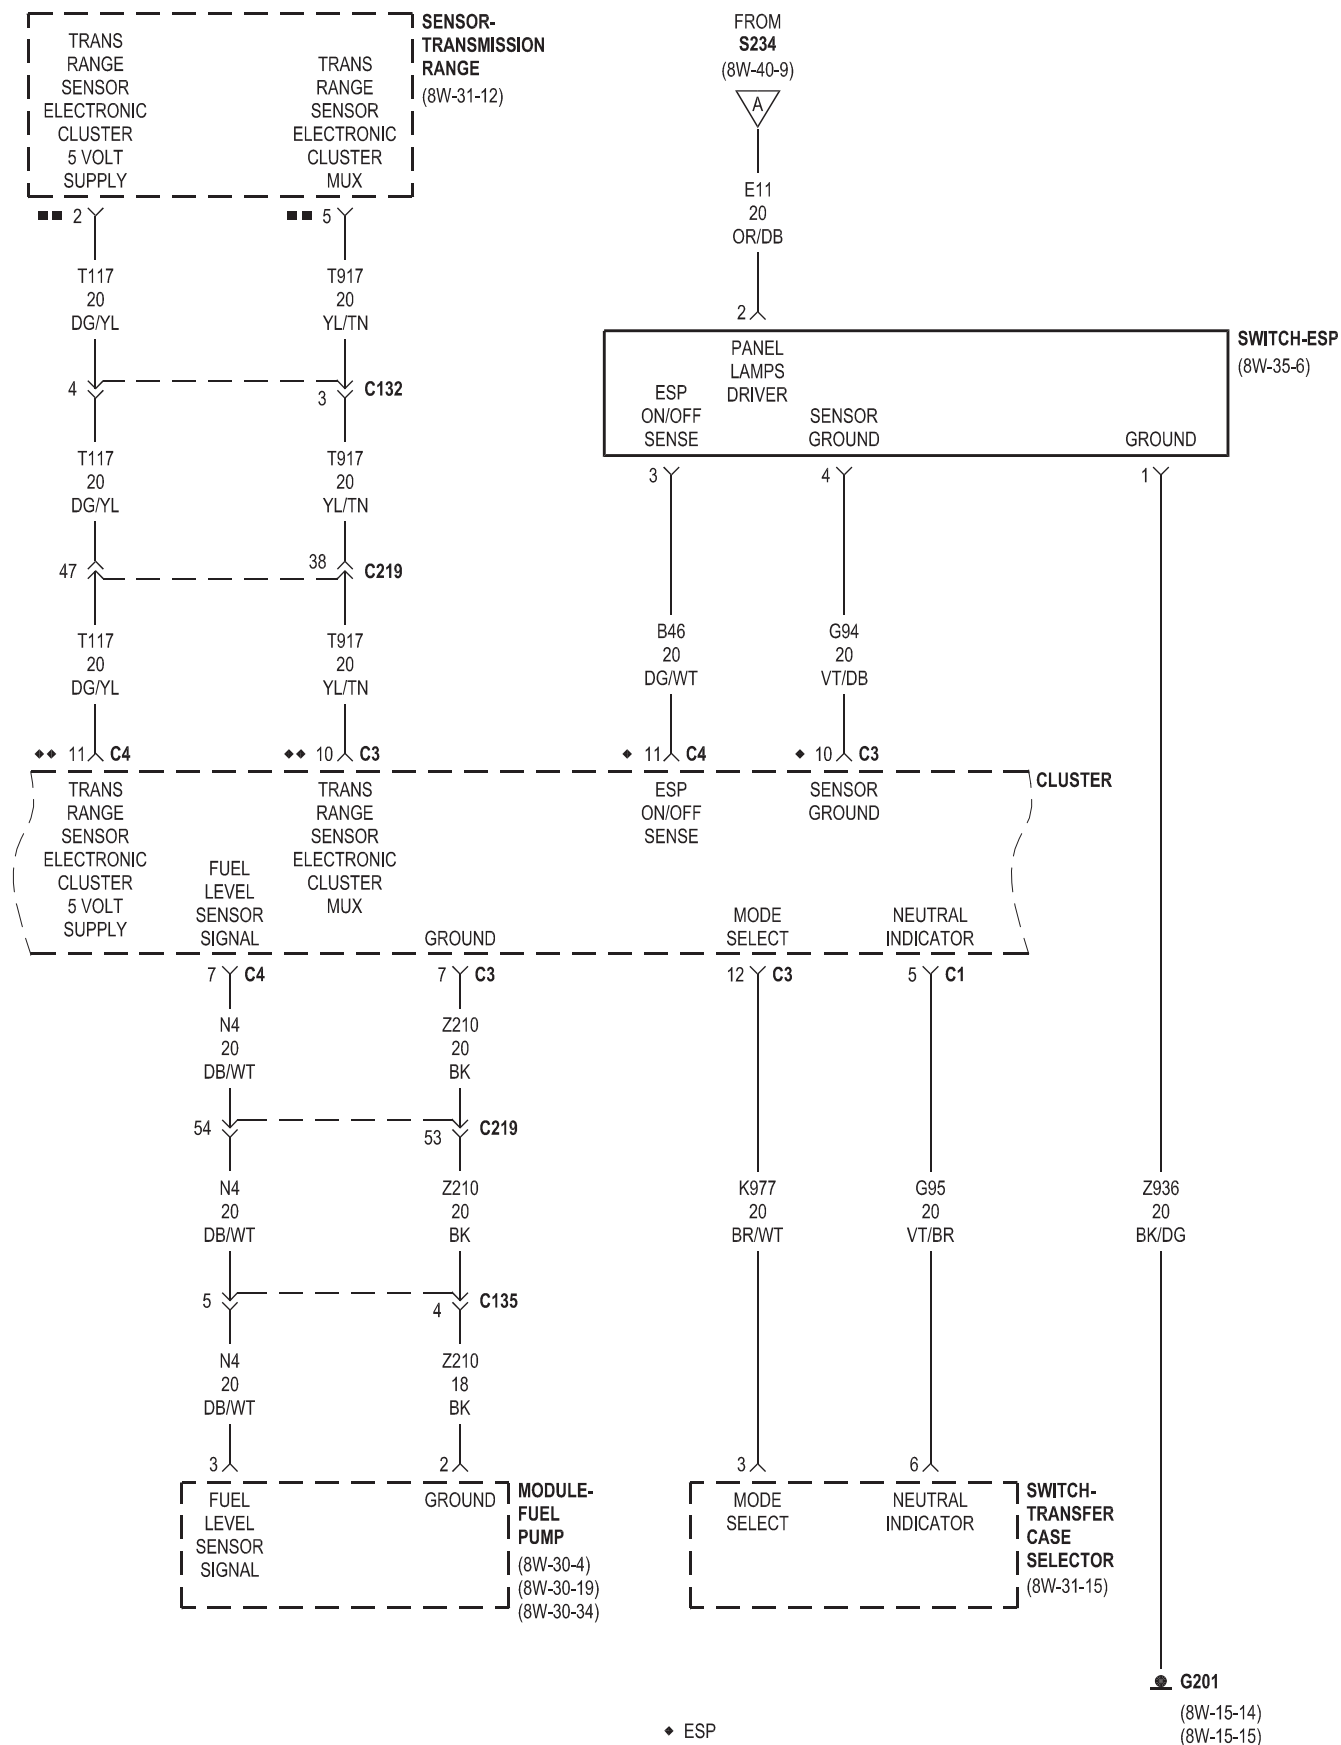 SENSOR-
TRANSMISSION
RANGE
(8W-31-12)
TRANS
RANGE
SENSOR
ELECTRONIC
CLUSTER
5 VOLT
SUPPLY
TRANS
RANGE
SENSOR
ELECTRONIC
CLUSTER
MUX
FROM
S234
(8W-40-9)
A
2
5
T117
20
DG/YL
T917
20
YL/TN
E11
20
OR/DB
2
4
3
C132
SWITCH-ESP
(8W-35-6)
PANEL
LAMPS
DRIVER
ESP
ON/OFF
SENSE
SENSOR
GROUND
GROUND
3
4
1
T117
20
DG/YL
T917
20
YL/TN
47
38
C219
T117
20
DG/YL
T917
20
YL/TN
B46
20
DG/WT
G94
20
VT/DB
11 C4
10 C3
11 C4
10 C3
CLUSTER
TRANS
RANGE
SENSOR
ELECTRONIC
CLUSTER
5 VOLT
SUPPLY
TRANS
RANGE
SENSOR
ELECTRONIC
CLUSTER
MUX
ESP
ON/OFF
SENSE
SENSOR
GROUND
FUEL
LEVEL
SENSOR
SIGNAL
GROUND
MODE
SELECT
NEUTRAL
INDICATOR
7 C4
7 C3
12 C3
5 C1
N4
20
DB/WT
Z210
20
BK
54
53
C219
N4
20
DB/WT
Z210
20
BK
K977
20
BR/WT
G95
20
VT/BR
Z936
20
BK/DG
5
4
C135
N4
20
DB/WT
Z210
18
BK
3
2
3
6
FUEL
LEVEL
SENSOR
SIGNAL
GROUND
MODULE-
FUEL
PUMP
(8W-30-4)
(8W-30-19)
(8W-30-34)
MODE
SELECT
NEUTRAL
INDICATOR
SWITCH-
TRANSFER
CASE
SELECTOR
(8W-31-15)
G201
(8W-15-14)
(8W-15-15)
◆ ESP